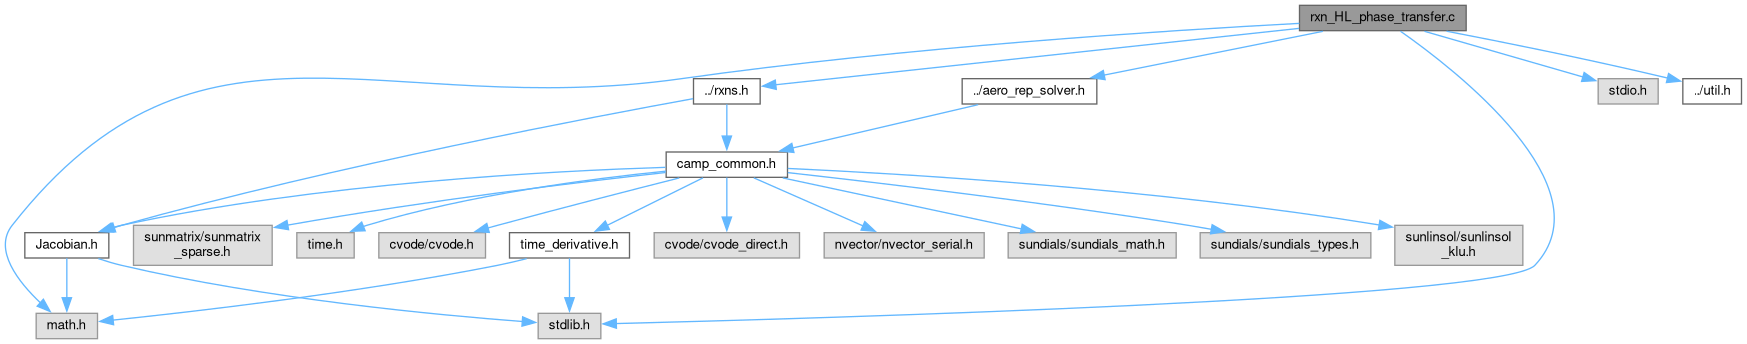 rxn_HL_phase_transfer.c
../rxns.h
../aero_rep_solver.h
stdio.h
../util.h
camp_common.h
Jacobian.h
sunmatrix/sunmatrix
_sparse.h
time.h
cvode/cvode.h
time_derivative.h
cvode/cvode_direct.h
nvector/nvector_serial.h
sundials/sundials_math.h
sundials/sundials_types.h
sunlinsol/sunlinsol
_klu.h
math.h
stdlib.h